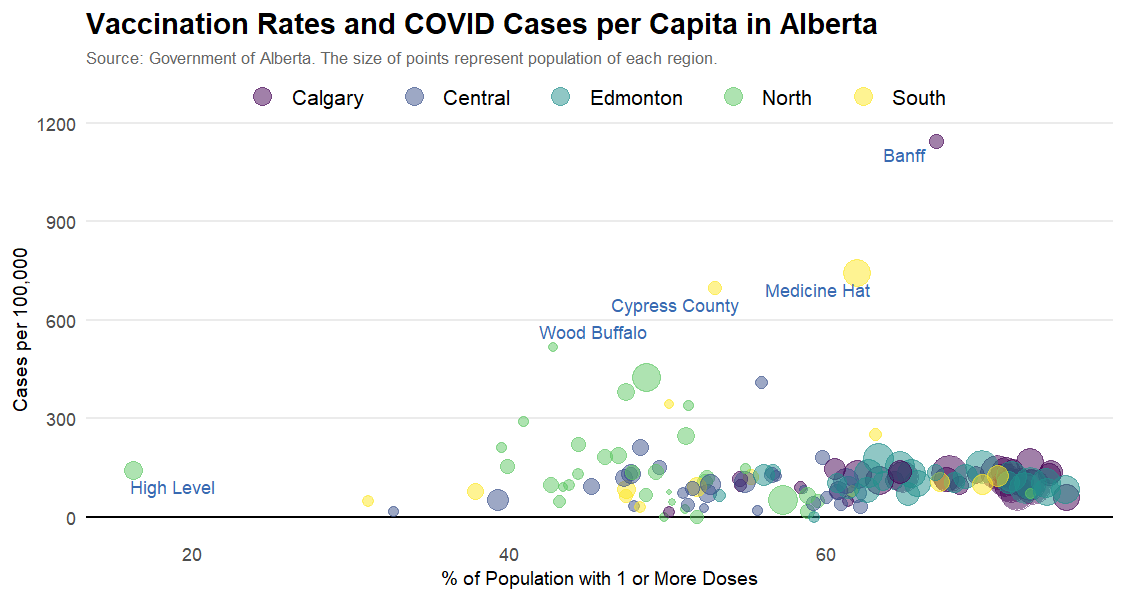 Vaccination Rates and COVID Cases per Capita in Alberta
Source: Government of Alberta. The size of points represent population of each region.
Calgary Central Edmonton North South
1200
Banff
900
Medicine Hat
Cypress County
600
Wood Buffalo
300
High Level
0
20 40 60
% of Population with 1 or More Doses
Cases per 100,000